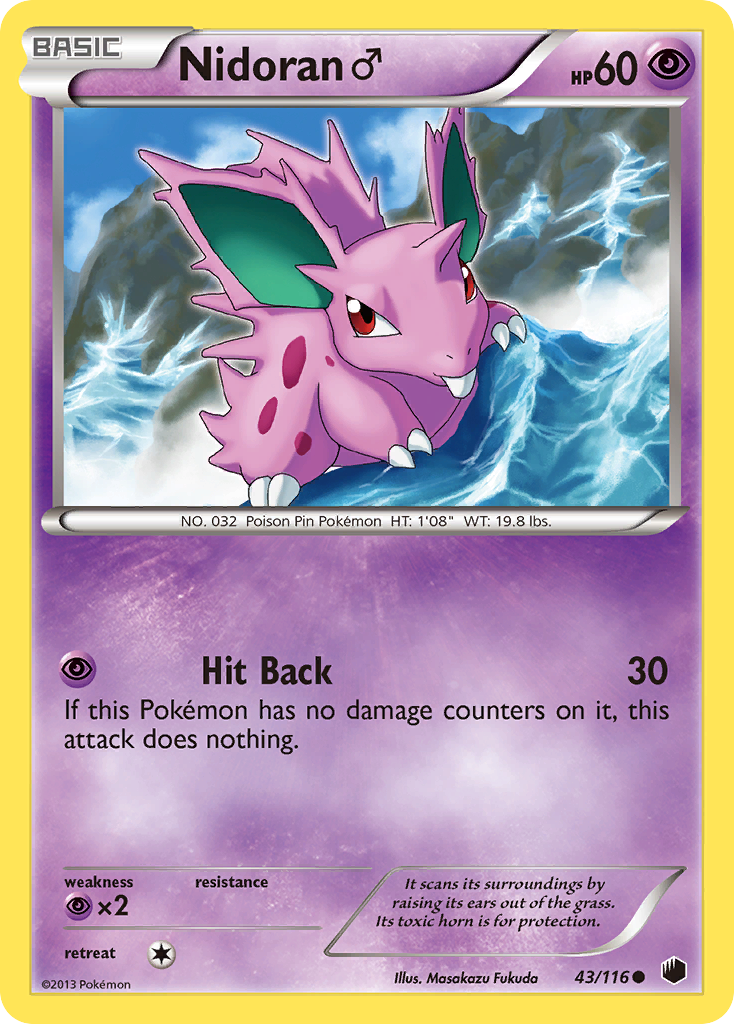 BASIC
Nidoran♂
HP60
NO. 032 Poison Pin Pokémon HT: 1'08" WT: 19.8 lbs.
Hit Back 30
If this Pokémon has no damage counters on it, this
attack does nothing.
weakness resistance
×2
retreat
It scans its surroundings by
raising its ears out of the grass.
Its toxic horn is for protection.
©2013 Pokémon
Illus. Masakazu Fukuda
43/116 ●